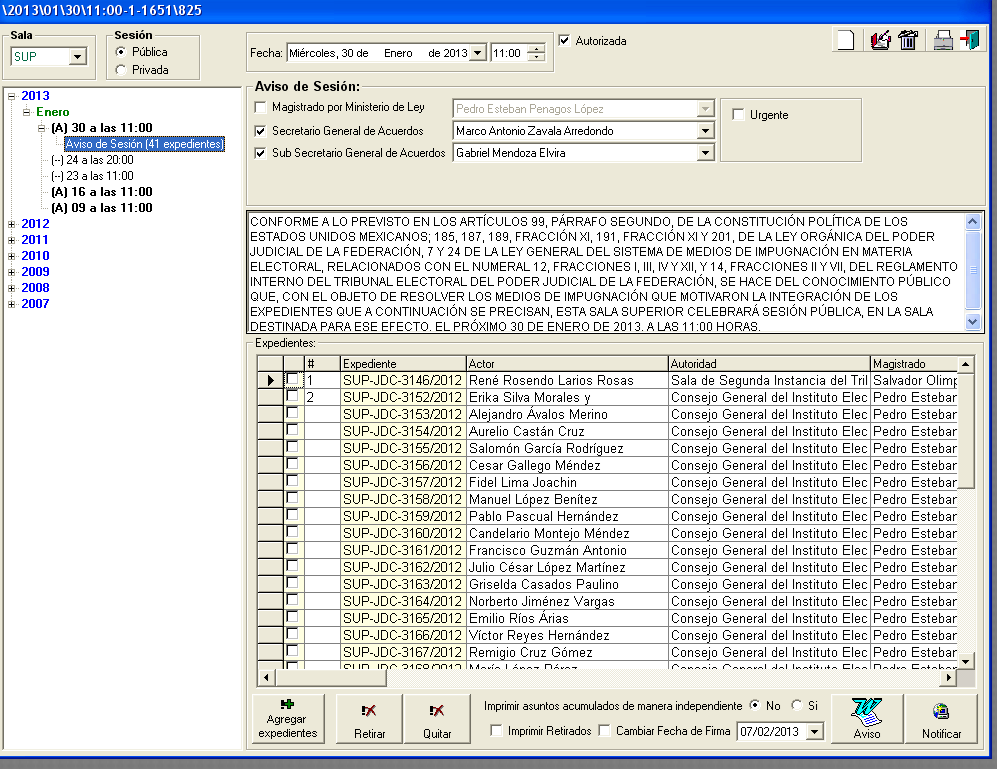 \2013\01\30\11:00-1-1651\825
Sala
SUP
Sesión
Pública
Privada
Fecha: Miércoles, 30 de Enero de 2013 11:00
Autorizada
2013
Enero
(A) 30 a las 11:00
Aviso de Sesión (41 expedientes)
(--) 24 a las 20:00
(--) 23 a las 11:00
(A) 16 a las 11:00
(A) 09 a las 11:00
2012
2011
2010
2009
2008
2007
Aviso de Sesión:
Magistrado por Ministerio de Ley Pedro Esteban Penagos López
Secretario General de Acuerdos Marco Antonio Zavala Arredondo
Sub Secretario General de Acuerdos Gabriel Mendoza Elvira
Urgente
CONFORME A LO PREVISTO EN LOS ARTÍCULOS 99, PÁRRAFO SEGUNDO, DE LA CONSTITUCIÓN POLÍTICA DE LOS
ESTADOS UNIDOS MEXICANOS; 185, 187, 189, FRACCIÓN XI, 191, FRACCIÓN XI Y 201, DE LA LEY ORGÁNICA DEL PODER
JUDICIAL DE LA FEDERACIÓN, 7 Y 24 DE LA LEY GENERAL DEL SISTEMA DE MEDIOS DE IMPUGNACIÓN EN MATERIA
ELECTORAL, RELACIONADOS CON EL NUMERAL 12, FRACCIONES I, III, IV Y XII, Y 14, FRACCIONES II Y VII, DEL REGLAMENTO
INTERNO DEL TRIBUNAL ELECTORAL DEL PODER JUDICIAL DE LA FEDERACIÓN, SE HACE DEL CONOCIMIENTO PÚBLICO
QUE, CON EL OBJETO DE RESOLVER LOS MEDIOS DE IMPUGNACIÓN QUE MOTIVARON LA INTEGRACIÓN DE LOS
EXPEDIENTES QUE A CONTINUACIÓN SE PRECISAN, ESTA SALA SUPERIOR CELEBRARÁ SESIÓN PÚBLICA, EN LA SALA
DESTINADA PARA ESE EFECTO. EL PRÓXIMO 30 DE ENERO DE 2013. A LAS 11:00 HORAS.
Expedientes:
# Expediente Actor Autoridad Magistrado
1 SUP-JDC-3146/2012 René Rosendo Larios Rosas Sala de Segunda Instancia del Tril Salvador Olimp
2 SUP-JDC-3152/2012 Erika Silva Morales y Consejo General del Instituto Elec Pedro Esteban
SUP-JDC-3153/2012 Alejandro Ávalos Merino Consejo General del Instituto Elec Pedro Esteban
SUP-JDC-3154/2012 Aurelio Castán Cruz Consejo General del Instituto Elec Pedro Esteban
SUP-JDC-3155/2012 Salomón García Rodríguez Consejo General del Instituto Elec Pedro Esteban
SUP-JDC-3156/2012 Cesar Gallego Méndez Consejo General del Instituto Elec Pedro Esteban
SUP-JDC-3157/2012 Fidel Lima Joachin Consejo General del Instituto Elec Pedro Esteban
SUP-JDC-3158/2012 Manuel López Benítez Consejo General del Instituto Elec Pedro Esteban
SUP-JDC-3159/2012 Pablo Pascual Hernández Consejo General del Instituto Elec Pedro Esteban
SUP-JDC-3160/2012 Candelario Montejo Méndez Consejo General del Instituto Elec Pedro Esteban
SUP-JDC-3161/2012 Francisco Guzmán Antonio Consejo General del Instituto Elec Pedro Esteban
SUP-JDC-3162/2012 Julio César López Martínez Consejo General del Instituto Elec Pedro Esteban
SUP-JDC-3163/2012 Griselda Casados Paulino Consejo General del Instituto Elec Pedro Esteban
SUP-JDC-3164/2012 Norberto Jiménez Vargas Consejo General del Instituto Elec Pedro Esteban
SUP-JDC-3165/2012 Emilio Ríos Árias Consejo General del Instituto Elec Pedro Esteban
SUP-JDC-3166/2012 Víctor Reyes Hernández Consejo General del Instituto Elec Pedro Esteban
SUP-JDC-3167/2012 Remigio Cruz Gómez Consejo General del Instituto Elec Pedro Esteban
SUP-JDC-3168/2012 María López Pérez Consejo General del Instituto Elec Pedro Esteban
Agregar
expedientes
Retirar
Quitar
Imprimir asuntos acumulados de manera independiente No Si
Imprimir Retirados Cambiar Fecha de Firma 07/02/2013
Aviso
Notificar